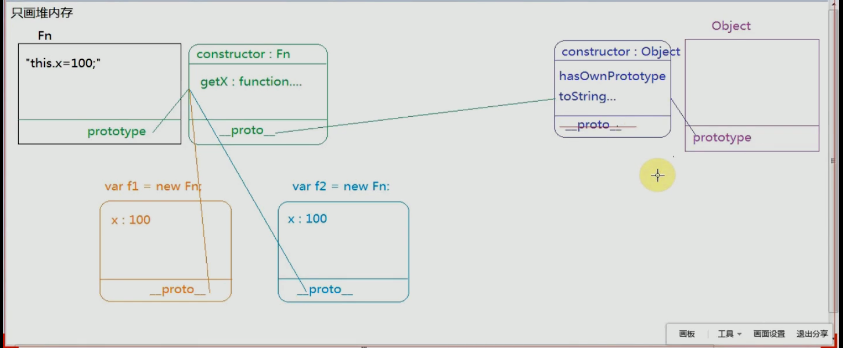 只画堆内存
Fn
"this.x=100;"
prototype
constructor : Fn
getX : function....
__proto__
constructor : Object
hasOwnPrototype
toString...
__proto__
Object
prototype
var f1 = new Fn;
x : 100
__proto__
var f2 = new Fn;
x : 100
__proto__
画板 工具 画面设置 退出分享